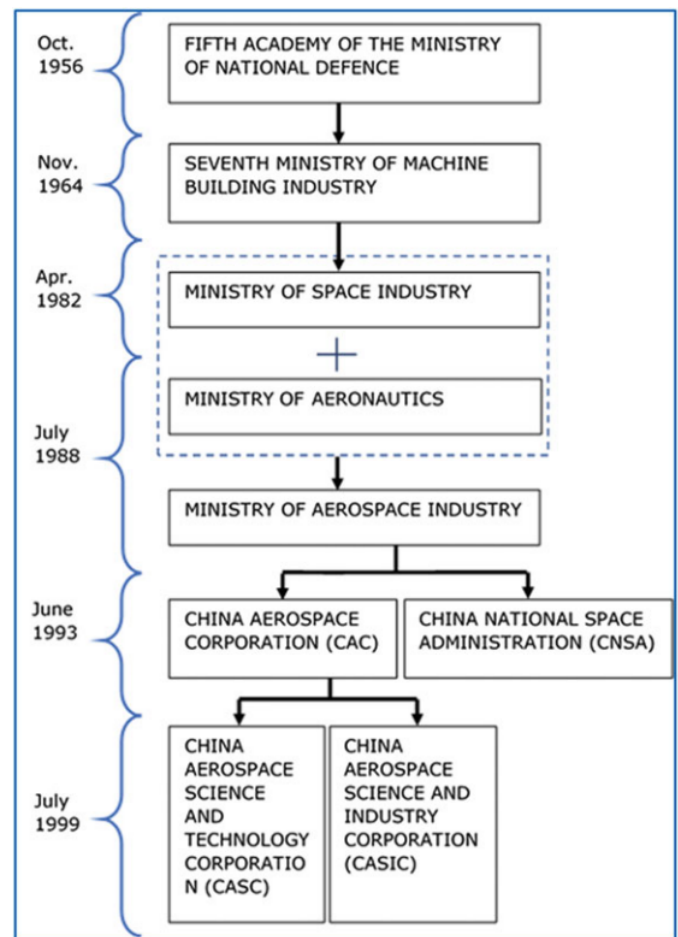 Oct.
1956
FIFTH ACADEMY OF THE MINISTRY
OF NATIONAL DEFENCE
Nov.
1964
SEVENTH MINISTRY OF MACHINE
BUILDING INDUSTRY
Apr.
1982
MINISTRY OF SPACE INDUSTRY
+
MINISTRY OF AERONAUTICS
July
1988
MINISTRY OF AEROSPACE INDUSTRY
June
1993
CHINA AEROSPACE
CORPORATION (CAC)
CHINA NATIONAL SPACE
ADMINISTRATION (CNSA)
July
1999
CHINA
AEROSPACE
SCIENCE
AND
TECHNOLOGY
CORPORATIO
N (CASC)
CHINA
AEROSPACE
SCIENCE AND
INDUSTRY
CORPORATION
(CASIC)